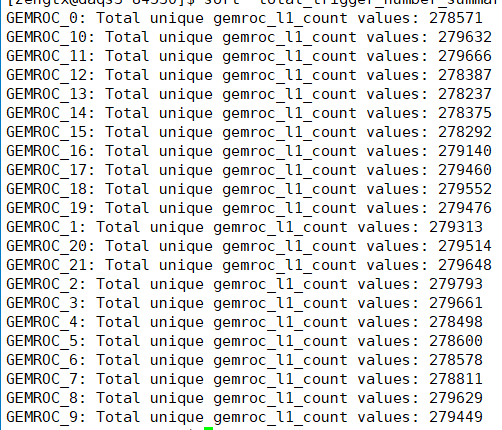 GEMROC_0: Total unique gemroc_l1_count values: 278571
GEMROC_10: Total unique gemroc_l1_count values: 279632
GEMROC_11: Total unique gemroc_l1_count values: 279666
GEMROC_12: Total unique gemroc_l1_count values: 278387
GEMROC_13: Total unique gemroc_l1_count values: 278237
GEMROC_14: Total unique gemroc_l1_count values: 278375
GEMROC_15: Total unique gemroc_l1_count values: 278292
GEMROC_16: Total unique gemroc_l1_count values: 279140
GEMROC_17: Total unique gemroc_l1_count values: 279460
GEMROC_18: Total unique gemroc_l1_count values: 279552
GEMROC_19: Total unique gemroc_l1_count values: 279476
GEMROC_1: Total unique gemroc_l1_count values: 279313
GEMROC_20: Total unique gemroc_l1_count values: 279514
GEMROC_21: Total unique gemroc_l1_count values: 279648
GEMROC_2: Total unique gemroc_l1_count values: 279793
GEMROC_3: Total unique gemroc_l1_count values: 279661
GEMROC_4: Total unique gemroc_l1_count values: 278498
GEMROC_5: Total unique gemroc_l1_count values: 278600
GEMROC_6: Total unique gemroc_l1_count values: 278578
GEMROC_7: Total unique gemroc_l1_count values: 278811
GEMROC_8: Total unique gemroc_l1_count values: 279629
GEMROC_9: Total unique gemroc_l1_count values: 279449